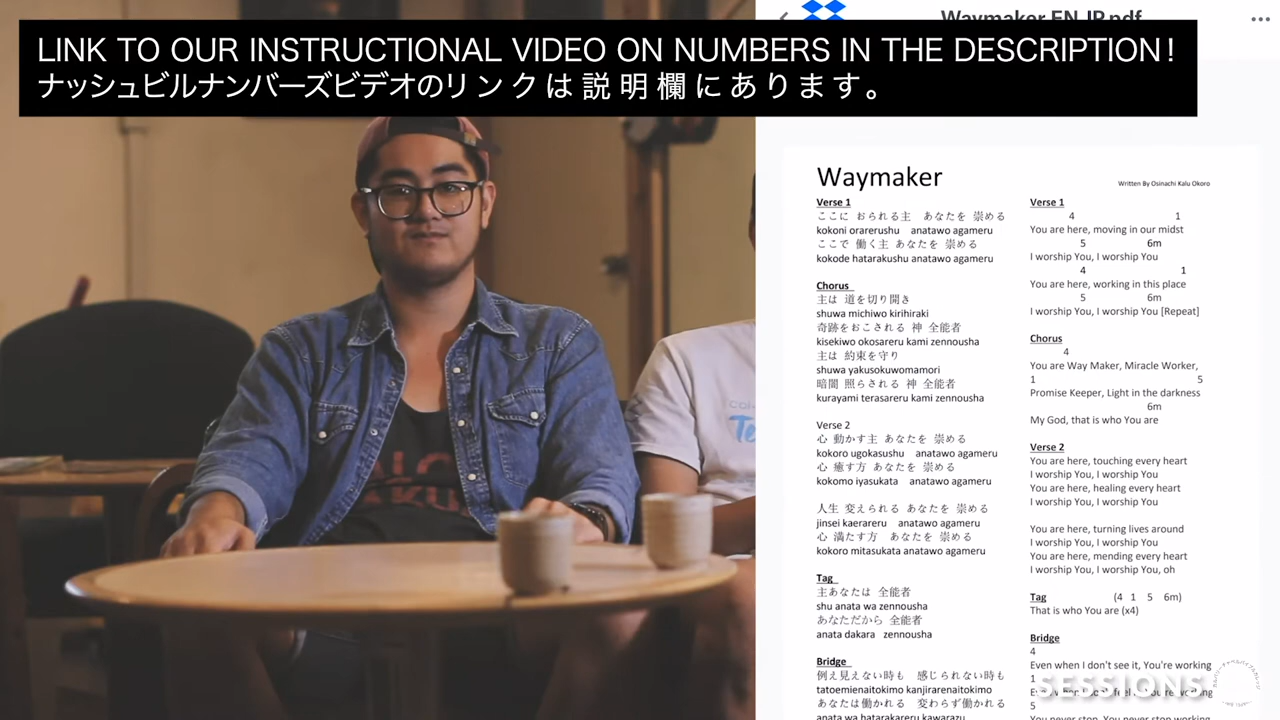 LINK TO OUR INSTRUCTIONAL VIDEO ON NUMBERS IN THE DESCRIPTION!
ナッシュビルナンバーズビデオのリンクは説明欄にあります。
Waymaker EN JP.pdf
Waymaker
Written By Osinachi Kalu Okoro
Verse 1
ここに おられる主 あなたを 崇める
kokoni orarerushu anatawo agameru
ここで 働く主 あなたを 崇める
kokode hatarakushu anatawo agameru
Chorus
主は 道を切り開き
shuwa michiwo kirihiraki
奇跡をおこされる 神 全能者
kisekiwo okosareru kami zennousha
主は 約束を守り
shuwa yakusokuwomamori
暗闇 照らされる 神 全能者
kurayami terasareru kami zennousha
Verse 2
心 動かす主 あなたを 崇める
kokoro ugokasushu anatawo agameru
心 癒す方 あなたを 崇める
kokomo iyasukata anatawo agameru
人生 変えられる あなたを 崇める
jinsei kaerareru anatawo agameru
心 満たす方 あなたを 崇める
kokoro mitasukata anatawo agameru
Tag
主あなたは 全能者
shu anata wa zennousha
あなただから 全能者
anata dakara zennousha
Bridge
例え見えない時も 感じられない時も
tatoemienaitokimo kanjirarenaitokimo
あなたは働かれる 変わらず働かれる
anata wa hatarakareru kawarazu
Verse 1
4 1
You are here, moving in our midst
5 6m
I worship You, I worship You
4 1
You are here, working in this place
5 6m
I worship You, I worship You [Repeat]
Chorus
4
You are Way Maker, Miracle Worker,
1 5
Promise Keeper, Light in the darkness
6m
My God, that is who You are
Verse 2
You are here, touching every heart
I worship You, I worship You
You are here, healing every heart
I worship You, I worship You
You are here, turning lives around
I worship You, I worship You
You are here, mending every heart
I worship You, I worship You, oh
Tag (4 1 5 6m)
That is who You are (x4)
Bridge
4
Even when I don't see it, You're working
1
5
You never stop, You never stop working
SESSIONS